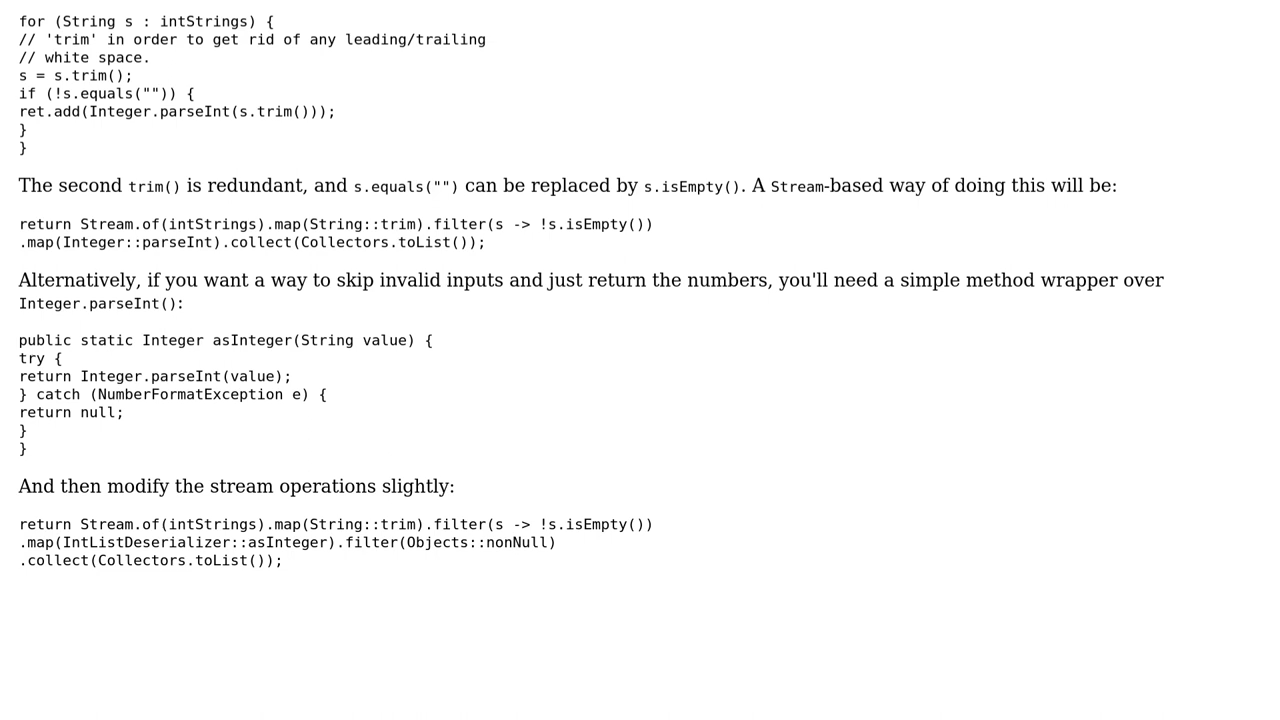 for (String s : intStrings) {
// 'trim' in order to get rid of any leading/trailing
// white space.
s = s.trim();
if (!s.equals("")) {
ret.add(Integer.parseInt(s.trim()));
}
}
The second trim() is redundant, and s.equals("") can be replaced by s.isEmpty(). A Stream-based way of doing this will be:
return Stream.of(intStrings).map(String::trim).filter(s -> !s.isEmpty())
.map(Integer::parseInt).collect(Collectors.toList());
Alternatively, if you want a way to skip invalid inputs and just return the numbers, you'll need a simple method wrapper over
Integer.parseInt():
public static Integer asInteger(String value) {
try {
return Integer.parseInt(value);
} catch (NumberFormatException e) {
return null;
}
}
And then modify the stream operations slightly:
return Stream.of(intStrings).map(String::trim).filter(s -> !s.isEmpty())
.map(IntListDeserializer::asInteger).filter(Objects::nonNull)
.collect(Collectors.toList());